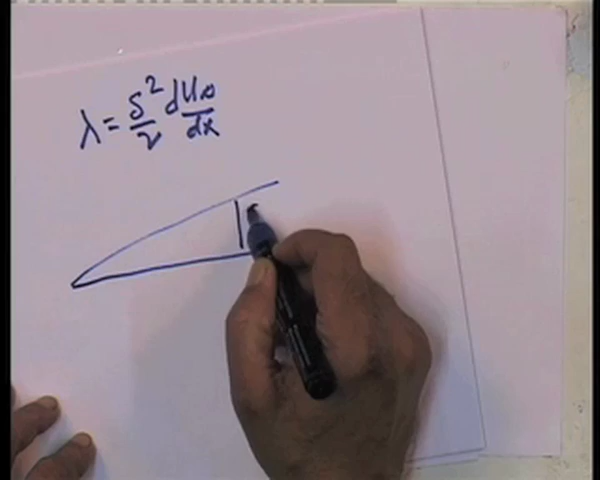 λ = δ²/ν dU∞/dx